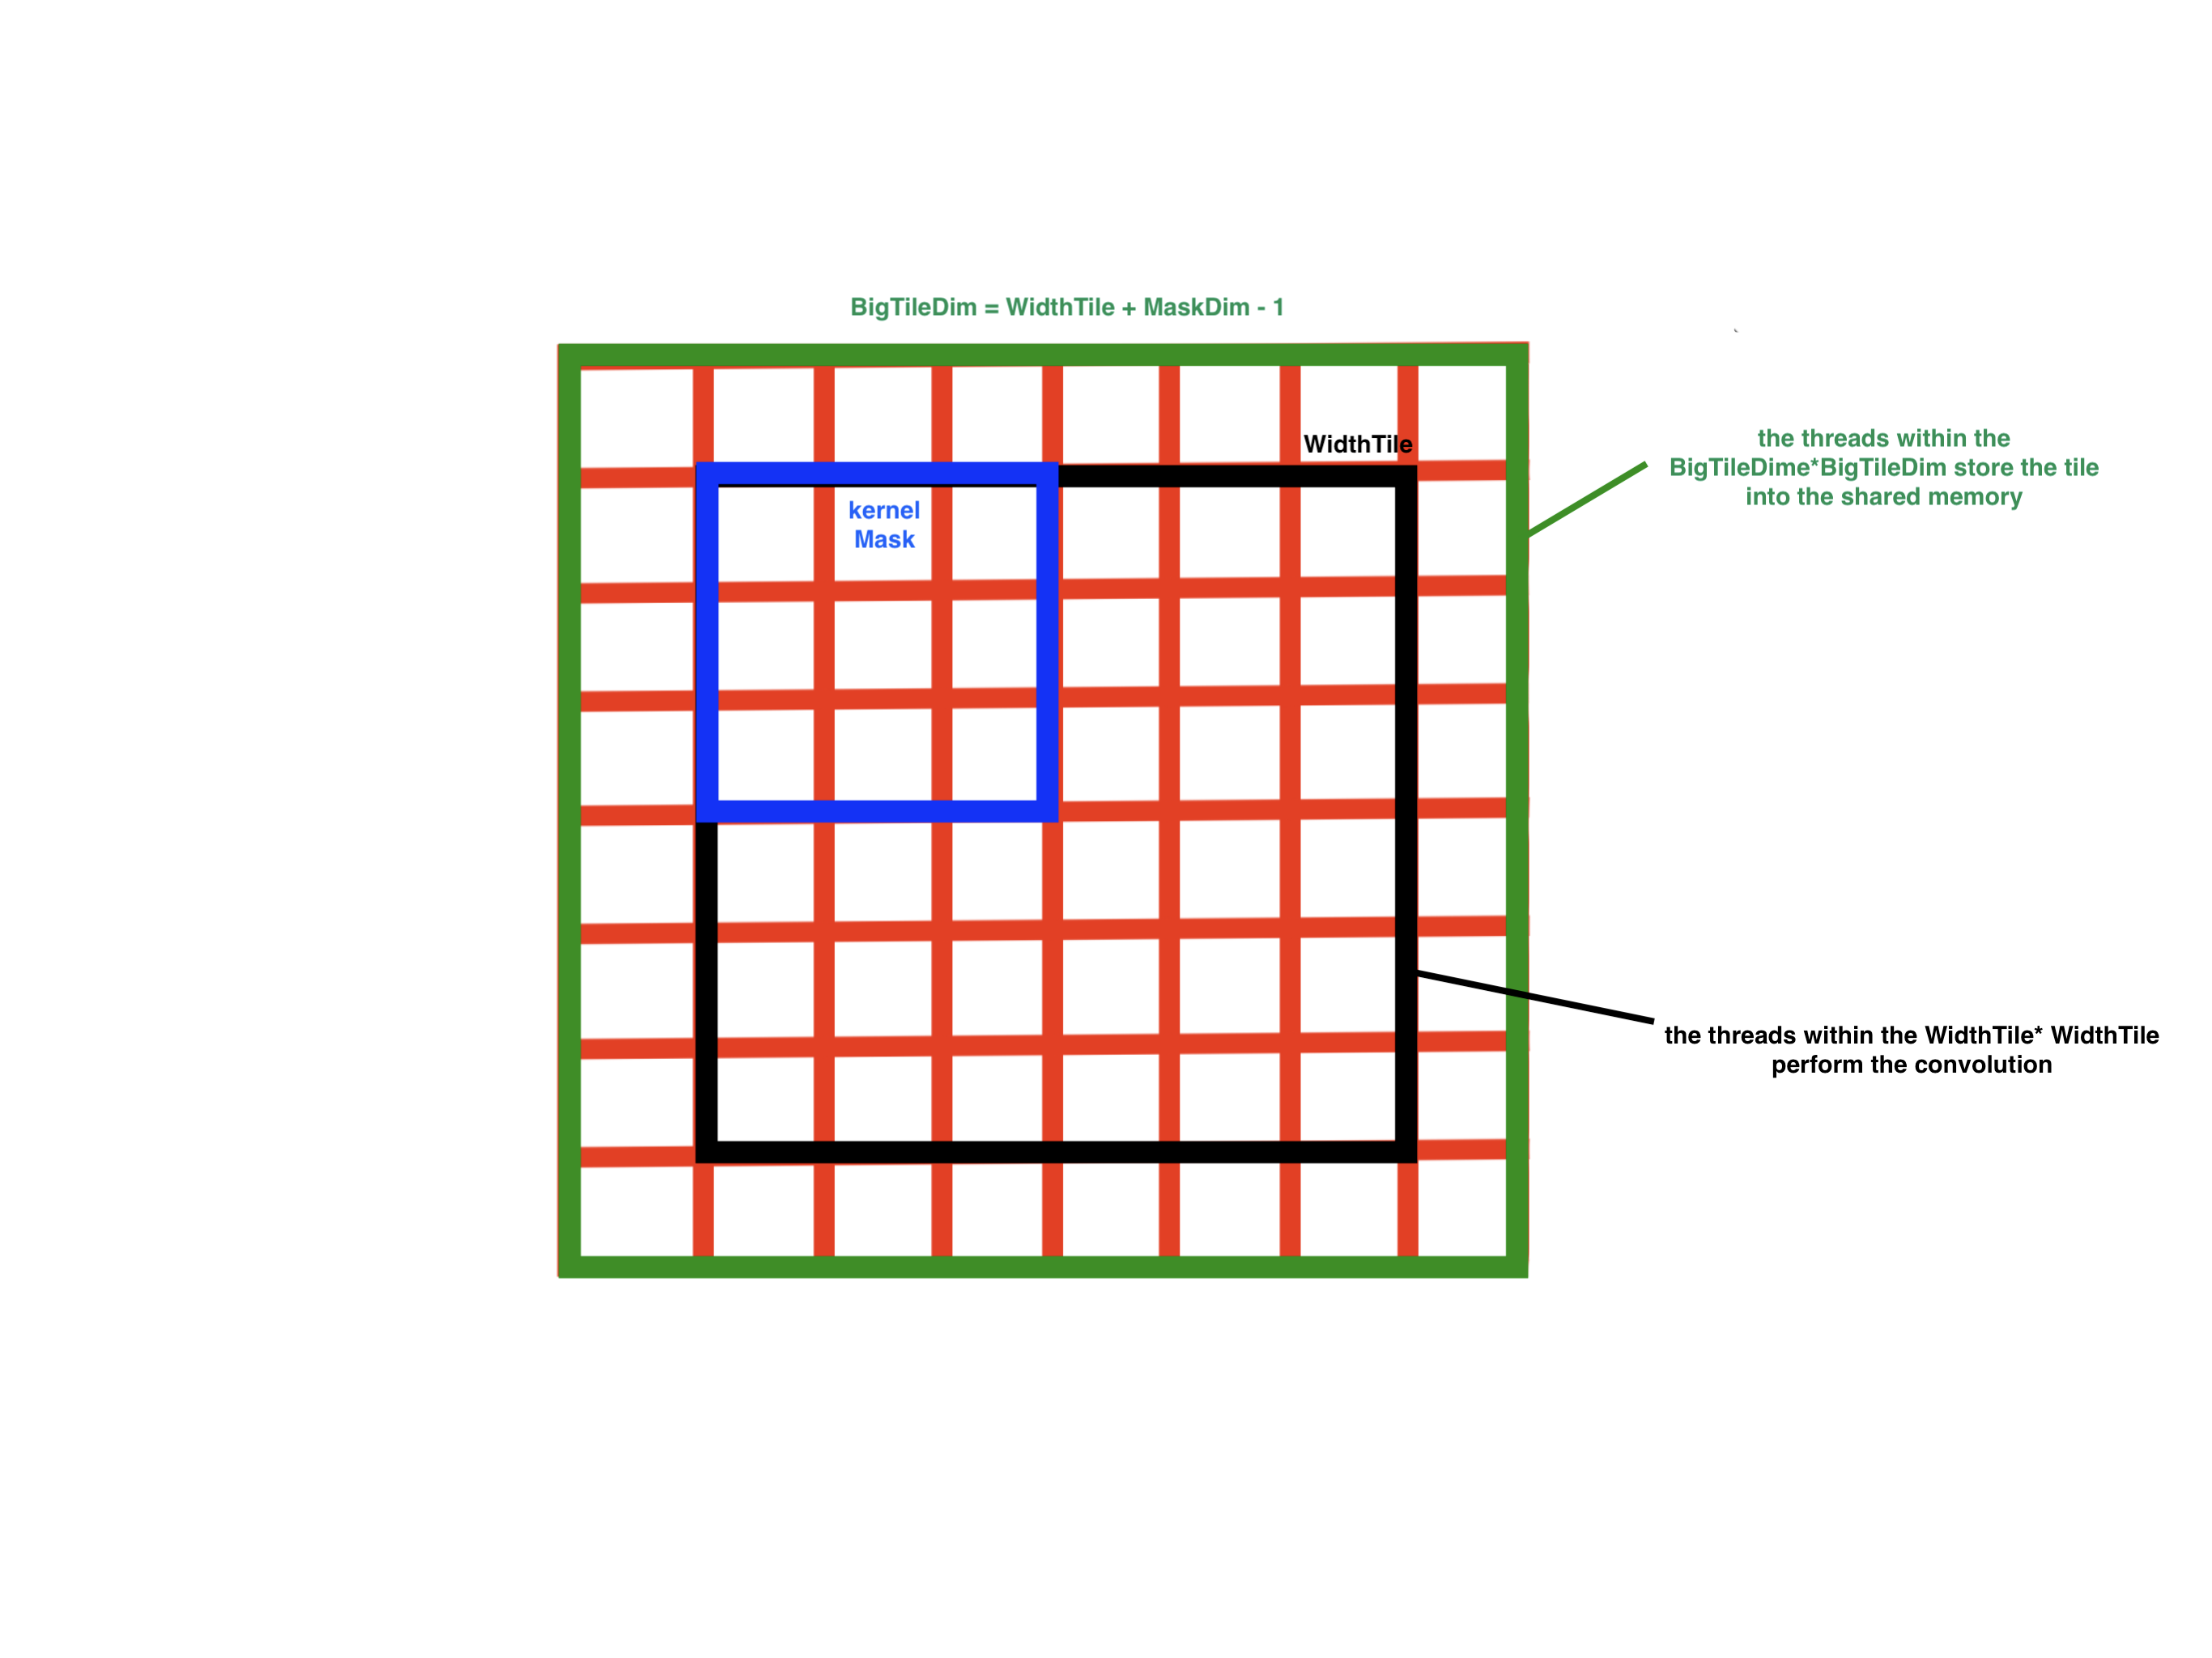 BigTileDim = WidthTile + MaskDim - 1
WidthTile
kernel
Mask
the threads within the
BigTileDime*BigTileDim store the tile
into the shared memory
the threads within the WidthTile* WidthTile
perform the convolution